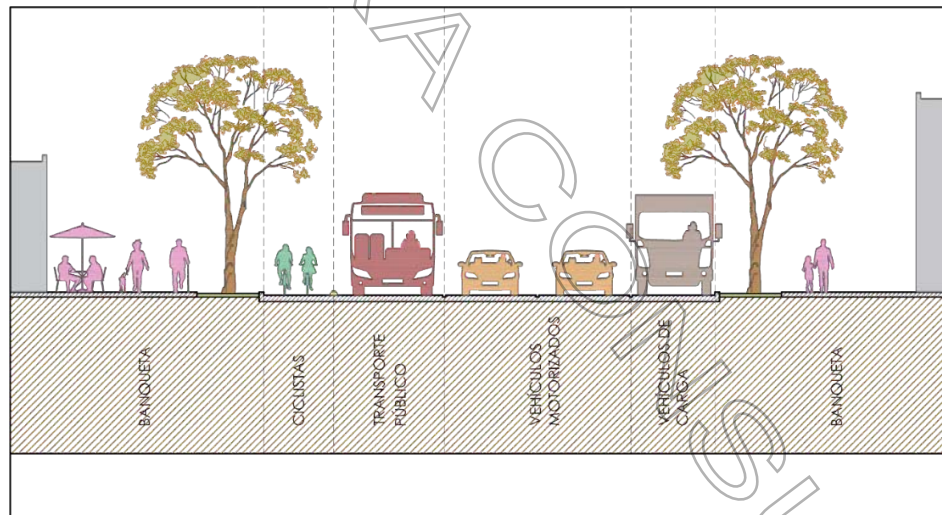 BANQUETA
CICLISTAS
TRANSPORTE
PÚBLICO
VEHÍCULOS
MOTORIZADOS
VEHÍCULOS DE
CARGA
BANQUETA